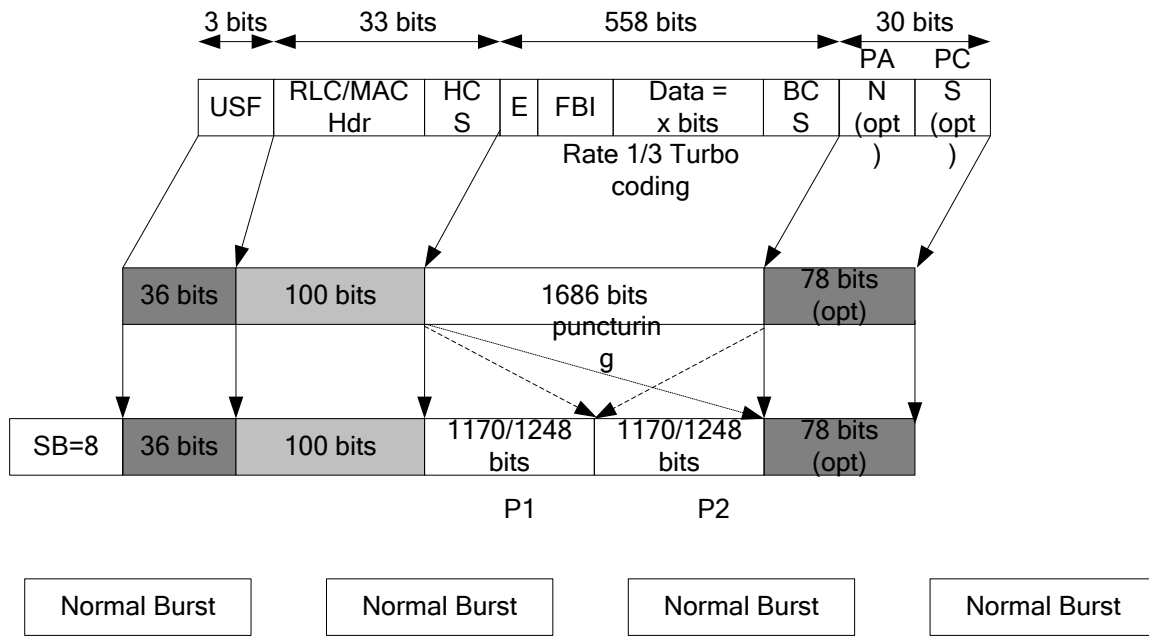 3 bits
33 bits
558 bits
30 bits
USF
RLC/MAC
Hdr
HC
S
E
FBI
Data =
x bits
BC
S
PA
N
(opt
)
PC
S
(opt
)
Rate 1/3 Turbo
coding
36 bits
100 bits
1686 bits
78 bits
(opt)
puncturin
g
SB=8
36 bits
100 bits
1170/1248
bits
1170/1248
bits
78 bits
(opt)
P1
P2
Normal Burst
Normal Burst
Normal Burst
Normal Burst